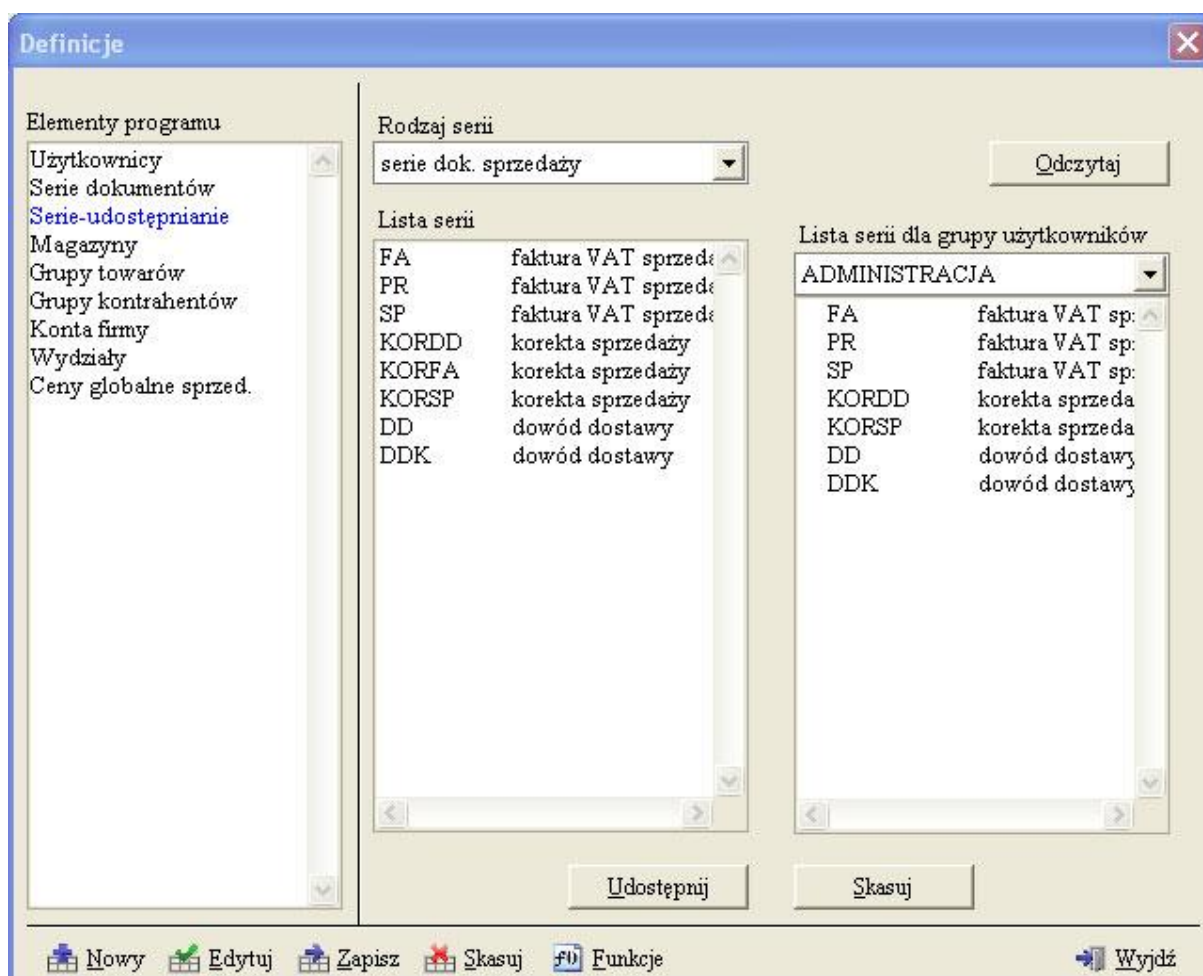 Definicje
Elementy programu
Użytkownicy
Serie dokumentów
Serie-udostępnianie
Magazyny
Grupy towarów
Grupy kontrahentów
Konta firmy
Wydziały
Ceny globalne sprzed.
Rodzaj serii
serie dok. sprzedaży
Odczytaj
Lista serii
FA faktura VAT sprzeda
PR faktura VAT sprzeda
SP faktura VAT sprzeda
KORDD korekta sprzedaży
KORFA korekta sprzedaży
KORSP korekta sprzedaży
DD dowód dostawy
DDK dowód dostawy
Lista serii dla grupy użytkowników
ADMINISTRACJA
FA faktura VAT sp
PR faktura VAT sp
SP faktura VAT sp
KORDD korekta sprzeda
KORSP korekta sprzeda
DD dowód dostawy
DDK dowód dostawy
Udostępnij
Skasuj
Nowy Edytuj Zapisz Skasuj f() Funkcje Wyjdź